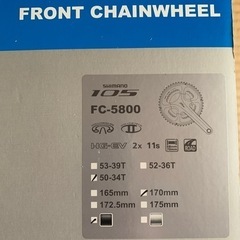 FRONT CHAINWHEEL
SHIMANO
105
FC-5800
HG-EV 2x 11s ROAD
53-39T 52-36T
50-34T
165mm 170mm
172.5mm 175mm